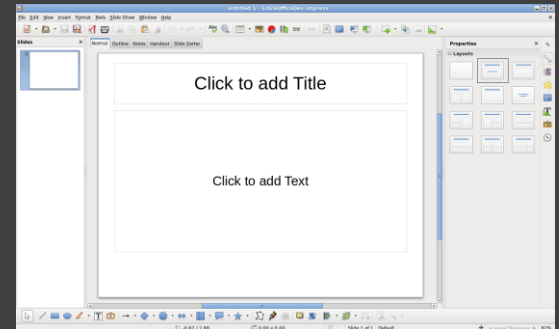 Untitled 1 - LibreOfficeDev Impress
File Edit View Insert Format Tools Slide Show Window Help
Slides
Normal Outline Notes Handout Slide Sorter
Properties
Layouts
Click to add Title
Click to add Text
Slide 1 of 1 Default